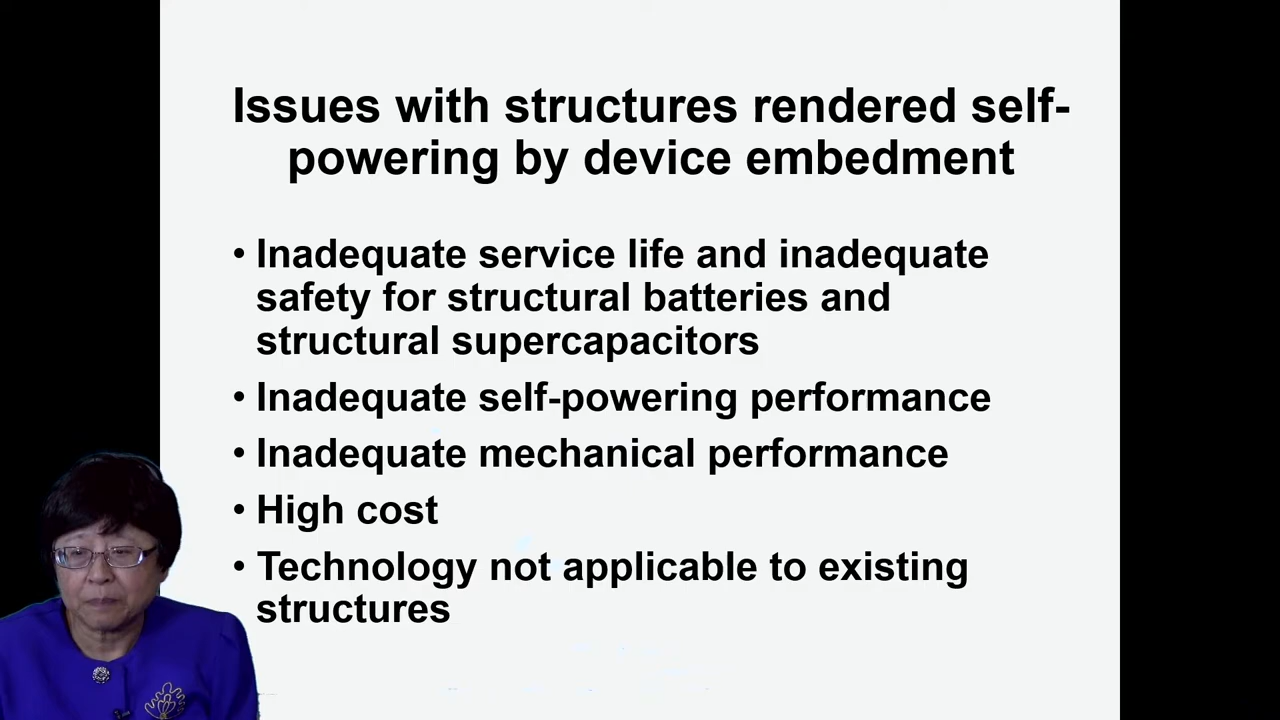 Issues with structures rendered self-
powering by device embedment
• Inadequate service life and inadequate
safety for structural batteries and
structural supercapacitors
• Inadequate self-powering performance
• Inadequate mechanical performance
• High cost
• Technology not applicable to existing
structures